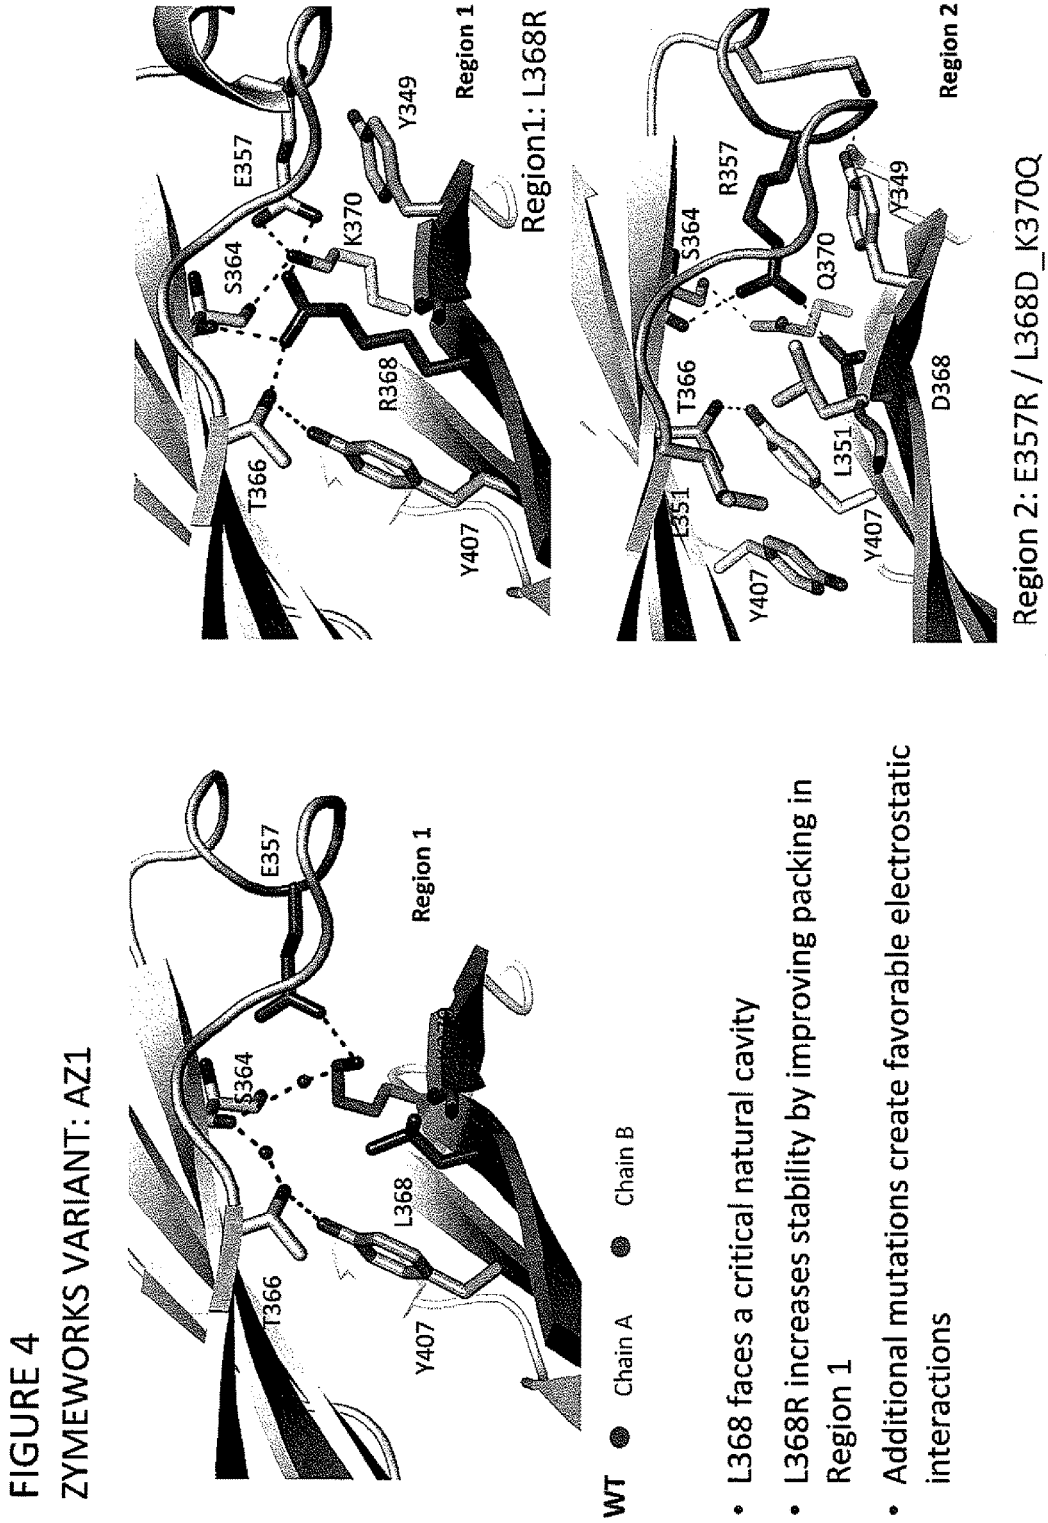 FIGURE 4
ZYMEWORKS VARIANT: AZ1
E357
S364
T366
L368
Y407
Region 1
WT
Chain A
Chain B
L368 faces a critical natural cavity
L368R increases stability by improving packing in
Region 1
Additional mutations create favorable electrostatic
interactions
E357
S364
T366
K370
Y349
R368
Y407
Region 1
Region1: L368R
R357
S364
T366
L351
Q370
Y349
L351
Y407
Y407
D368
Region 2
Region 2: E357R / L368D_K370Q